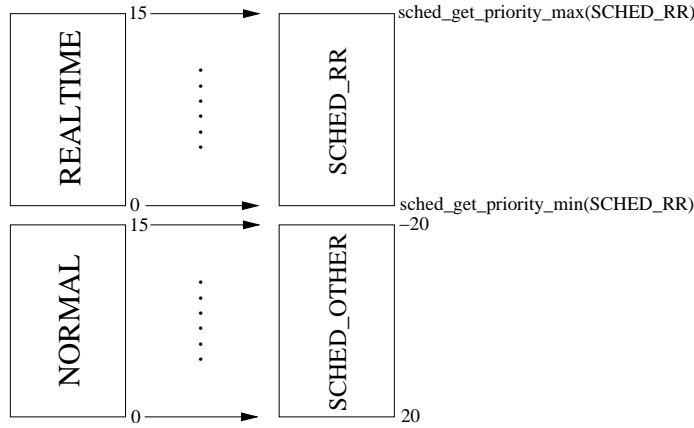 15
sched_get_priority_max(SCHED_RR)
REALTIME
SCHED_RR
0
sched_get_priority_min(SCHED_RR)
15
–20
NORMAL
SCHED_OTHER
0
20